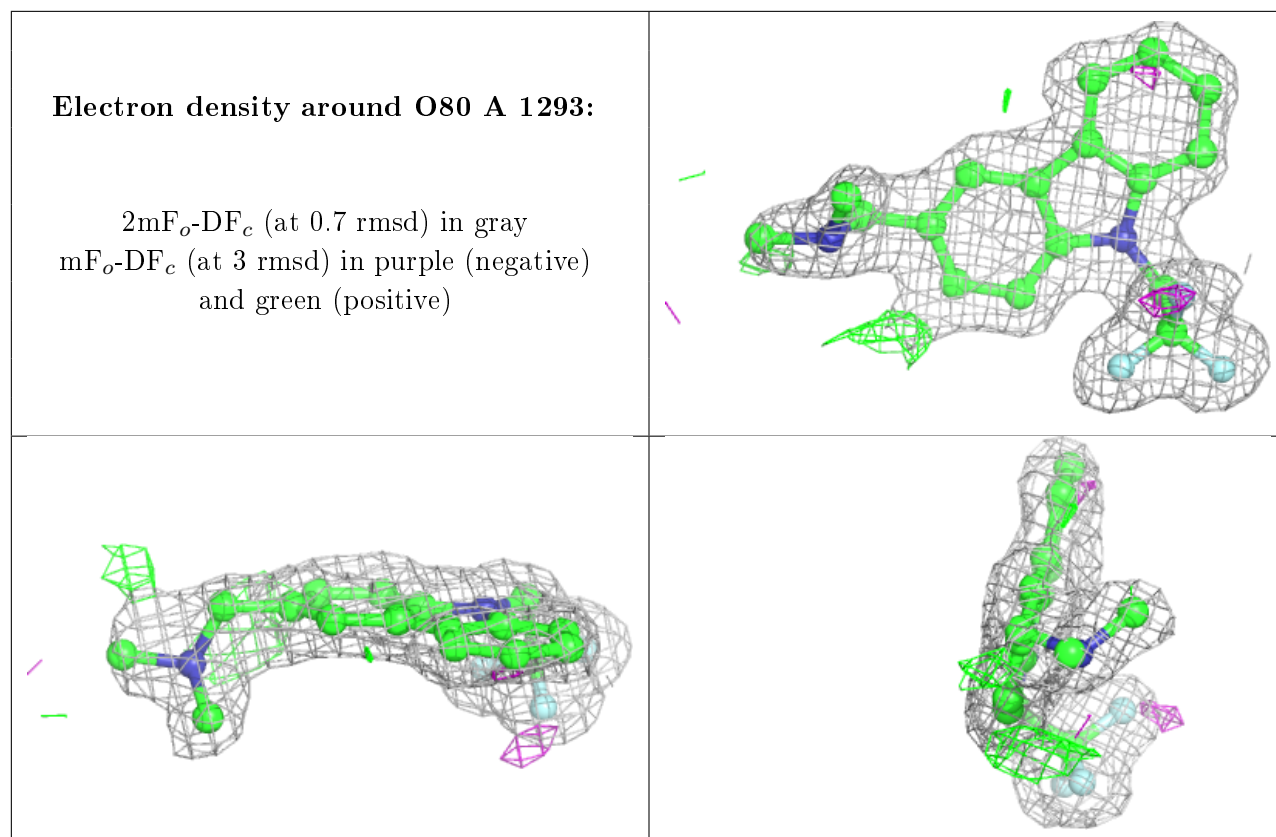 Electron density around O80 A 1293:
2mFo-DFc (at 0.7 rmsd) in gray
mFo-DFc (at 3 rmsd) in purple (negative)
and green (positive)